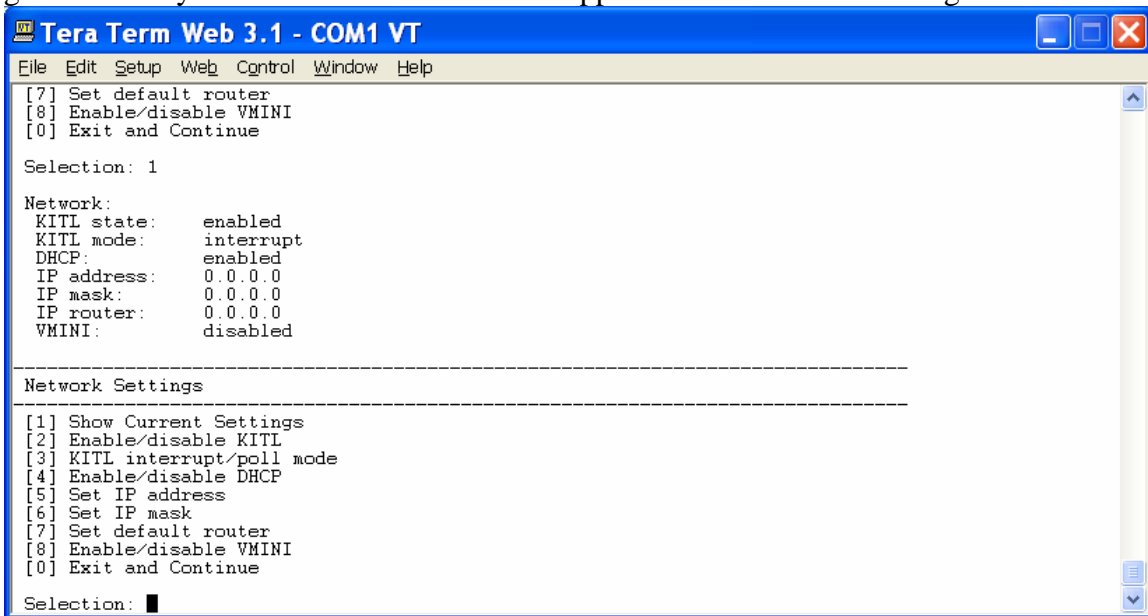 Tera Term Web 3.1 - COM1 VT
File Edit Setup Web Control Window Help
[7] Set default router
[8] Enable/disable VMINI
[0] Exit and Continue
Selection: 1
Network:
KITL state: enabled
KITL mode: interrupt
DHCP: enabled
IP address: 0.0.0.0
IP mask: 0.0.0.0
IP router: 0.0.0.0
VMINI: disabled
--------------------------------------------------------------------------------
Network Settings
--------------------------------------------------------------------------------
[1] Show Current Settings
[2] Enable/disable KITL
[3] KITL interrupt/poll mode
[4] Enable/disable DHCP
[5] Set IP address
[6] Set IP mask
[7] Set default router
[8] Enable/disable VMINI
[0] Exit and Continue
Selection: